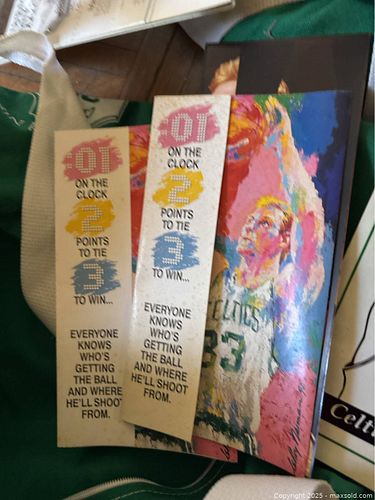 :01
ON THE
CLOCK
2
POINTS
TO TIE
3
TO WIN...
EVERYONE
KNOWS
WHO'S
GETTING
THE BALL
AND WHERE
HE'LL SHOOT
FROM.
:01
ON THE
CLOCK
2
POINTS
TO TIE
3
TO WIN...
EVERYONE
KNOWS
WHO'S
GETTING
THE BALL
AND WHERE
HE'LL SHOOT
FROM.
CELTICS
33
Celt
Copyright 2025 - maxsold.com